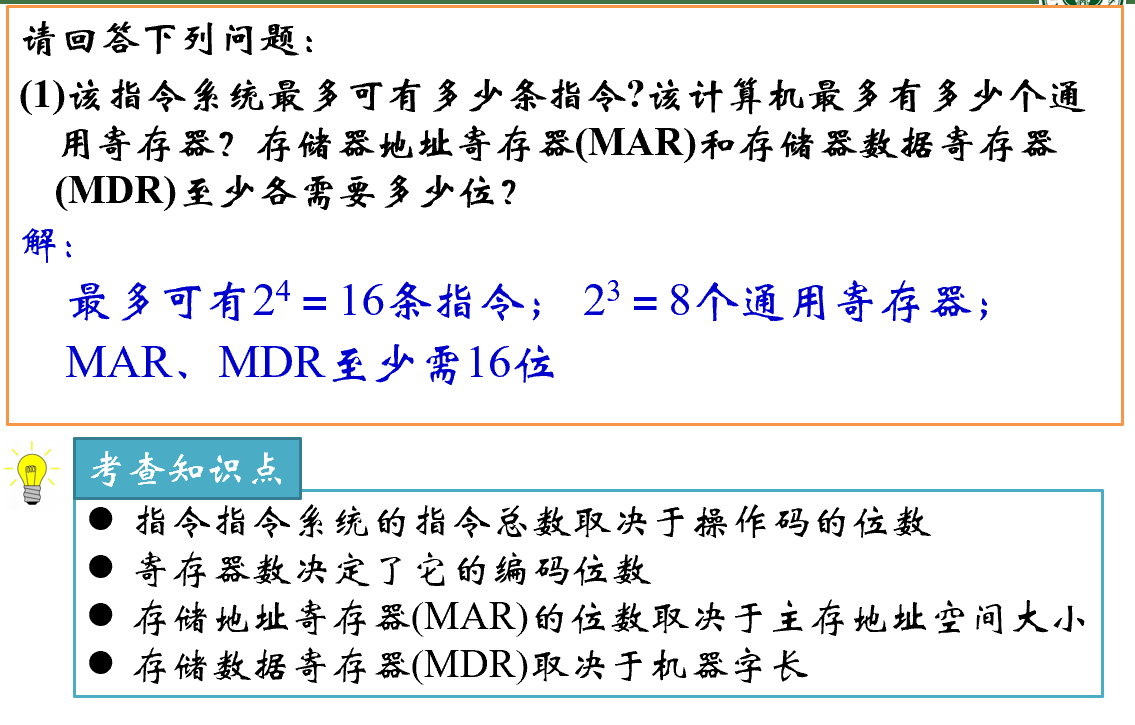 请回答下列问题：
(1)该指令系统最多可有多少条指令?该计算机最多有多少个通
用寄存器？存储器地址寄存器(MAR)和存储器数据寄存器
(MDR)至少各需要多少位？
解：
最多可有2⁴ = 16条指令； 2³ = 8个通用寄存器；
MAR、MDR至少需16位
考查知识点
● 指令指令系统的指令总数取决于操作码的位数
● 寄存器数决定了它的编码位数
● 存储地址寄存器(MAR)的位数取决于主存地址空间大小
● 存储数据寄存器(MDR)取决于机器字长